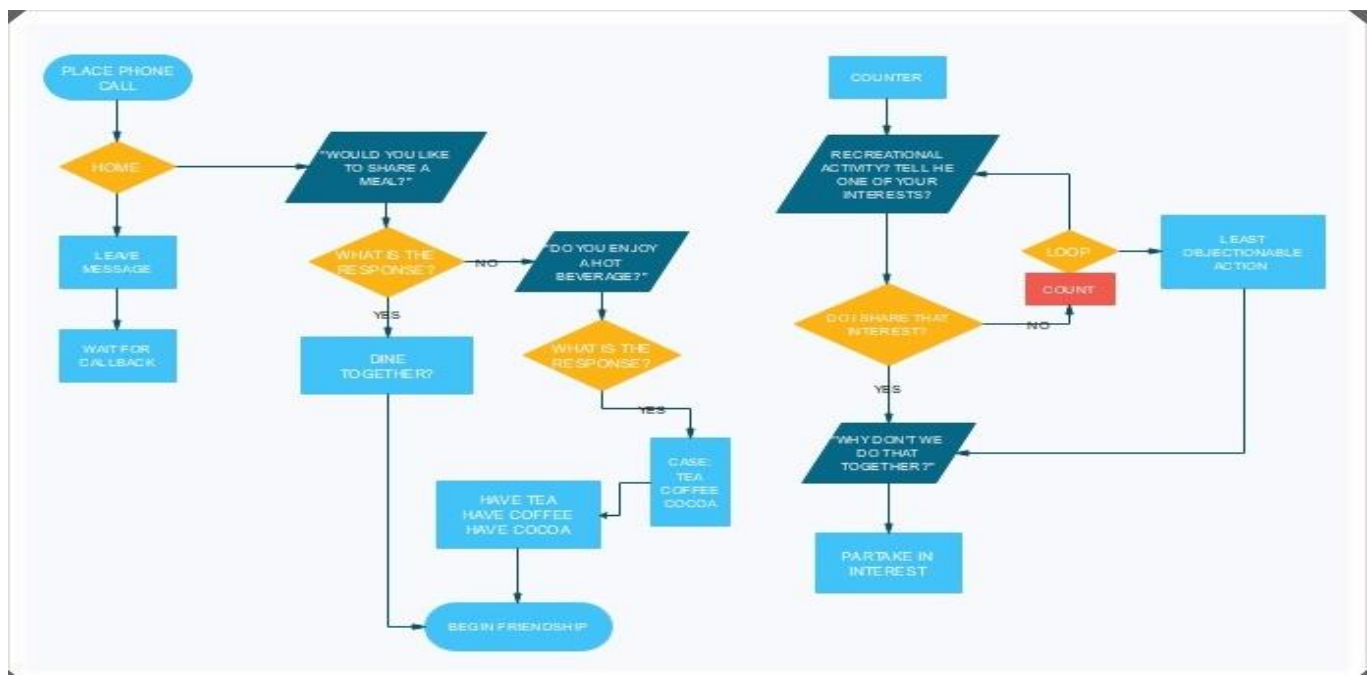 PLACE PHONE
CALL
HOME
LEAVE
MESSAGE
WAIT FOR
CALLBACK
"WOULD YOU LIKE
TO SHARE A
MEAL?"
WHAT IS THE
RESPONSE?
NO
YES
DINE
TOGETHER?
"DO YOU ENJOY
A HOT
BEVERAGE?"
WHAT IS THE
RESPONSE?
YES
CASE:
TEA
COFFEE
COCOA
HAVE TEA
HAVE COFFEE
HAVE COCOA
BEGIN FRIENDSHIP
COUNTER
RECREATIONAL
ACTIVITY? TELL HE
ONE OF YOUR
INTERESTS?
DO I SHARE THAT
INTEREST?
NO
COUNT
LOOP
LEAST
OBJECTIONABLE
ACTION
YES
"WHY DON'T WE
DO THAT
TOGETHER?"
PARTAKE IN
INTEREST